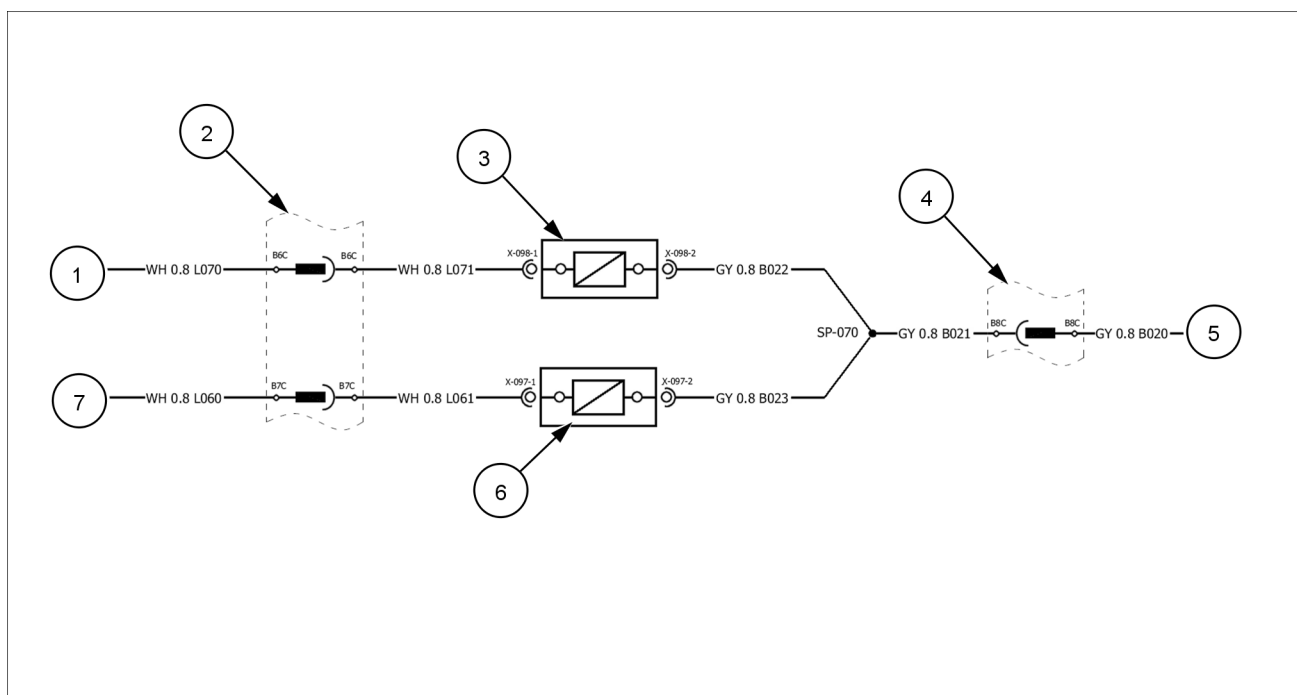 2
3
4
B6C
B6C
X-098-1
X-098-2
1
WH 0.8 L070
WH 0.8 L071
GY 0.8 B022
B8C
B8C
SP-070
GY 0.8 B021
GY 0.8 B020
5
B7C
B7C
X-097-1
X-097-2
7
WH 0.8 L060
WH 0.8 L061
GY 0.8 B023
6